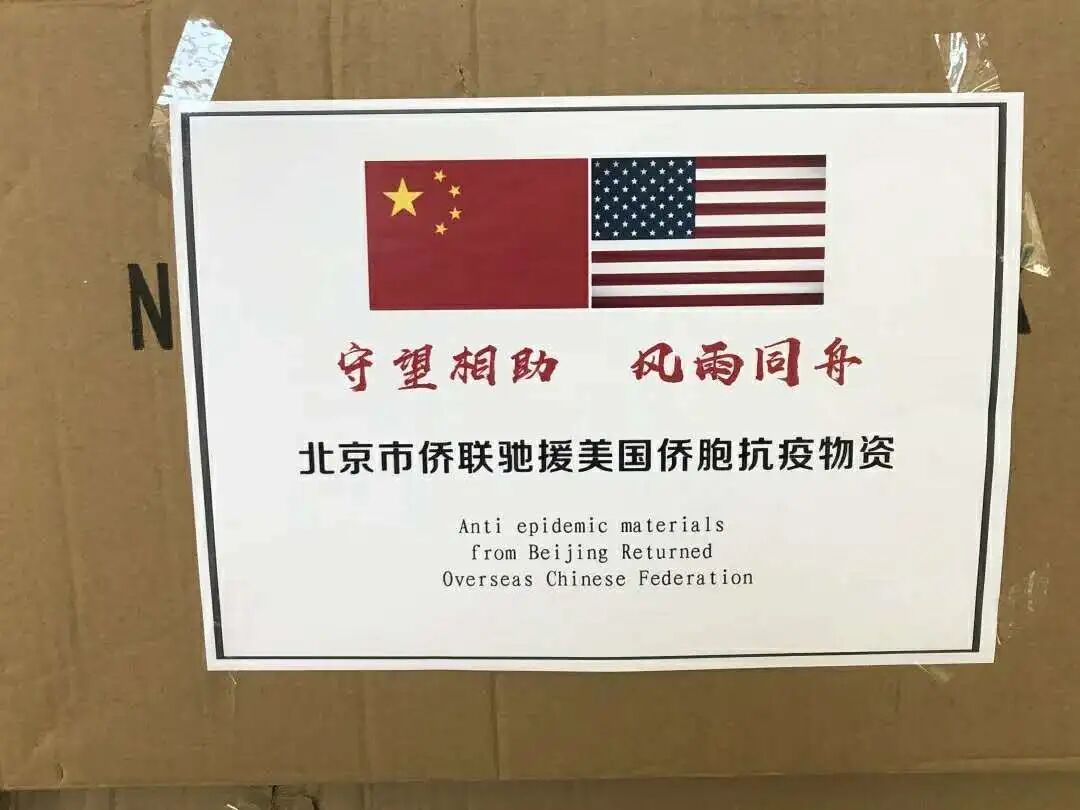 守望相助 风雨同舟
北京市侨联驰援美国侨胞抗疫物资
Anti epidemic materials
from Beijing Returned
Overseas Chinese Federation